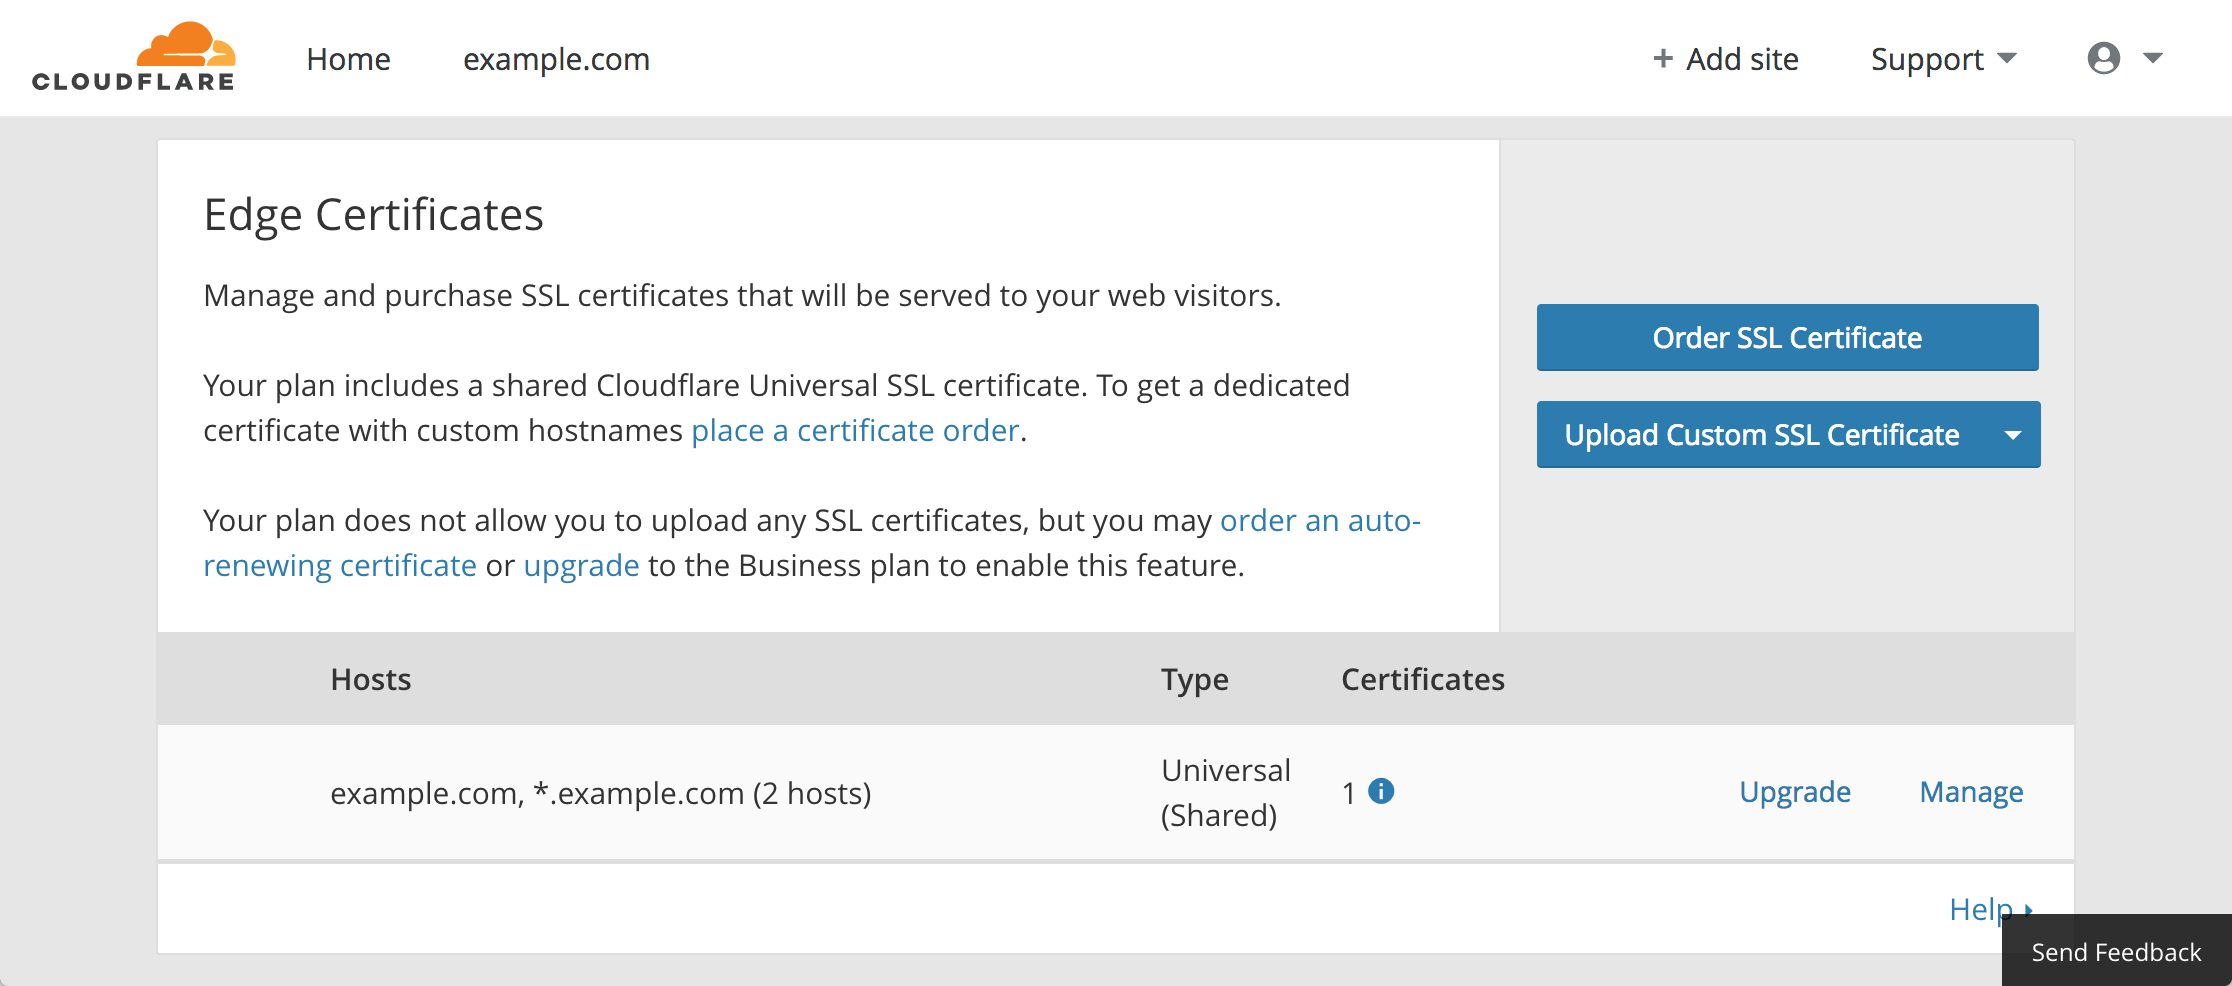 CLOUDFLARE
Home
example.com
+ Add site
Support
Edge Certificates
Manage and purchase SSL certificates that will be served to your web visitors.
Your plan includes a shared Cloudflare Universal SSL certificate. To get a dedicated
certificate with custom hostnames place a certificate order.
Your plan does not allow you to upload any SSL certificates, but you may order an auto-
renewing certificate or upgrade to the Business plan to enable this feature.
Order SSL Certificate
Upload Custom SSL Certificate
Hosts Type Certificates
example.com, *.example.com (2 hosts)
Universal
(Shared)
1
Upgrade
Manage
Help
Send Feedback